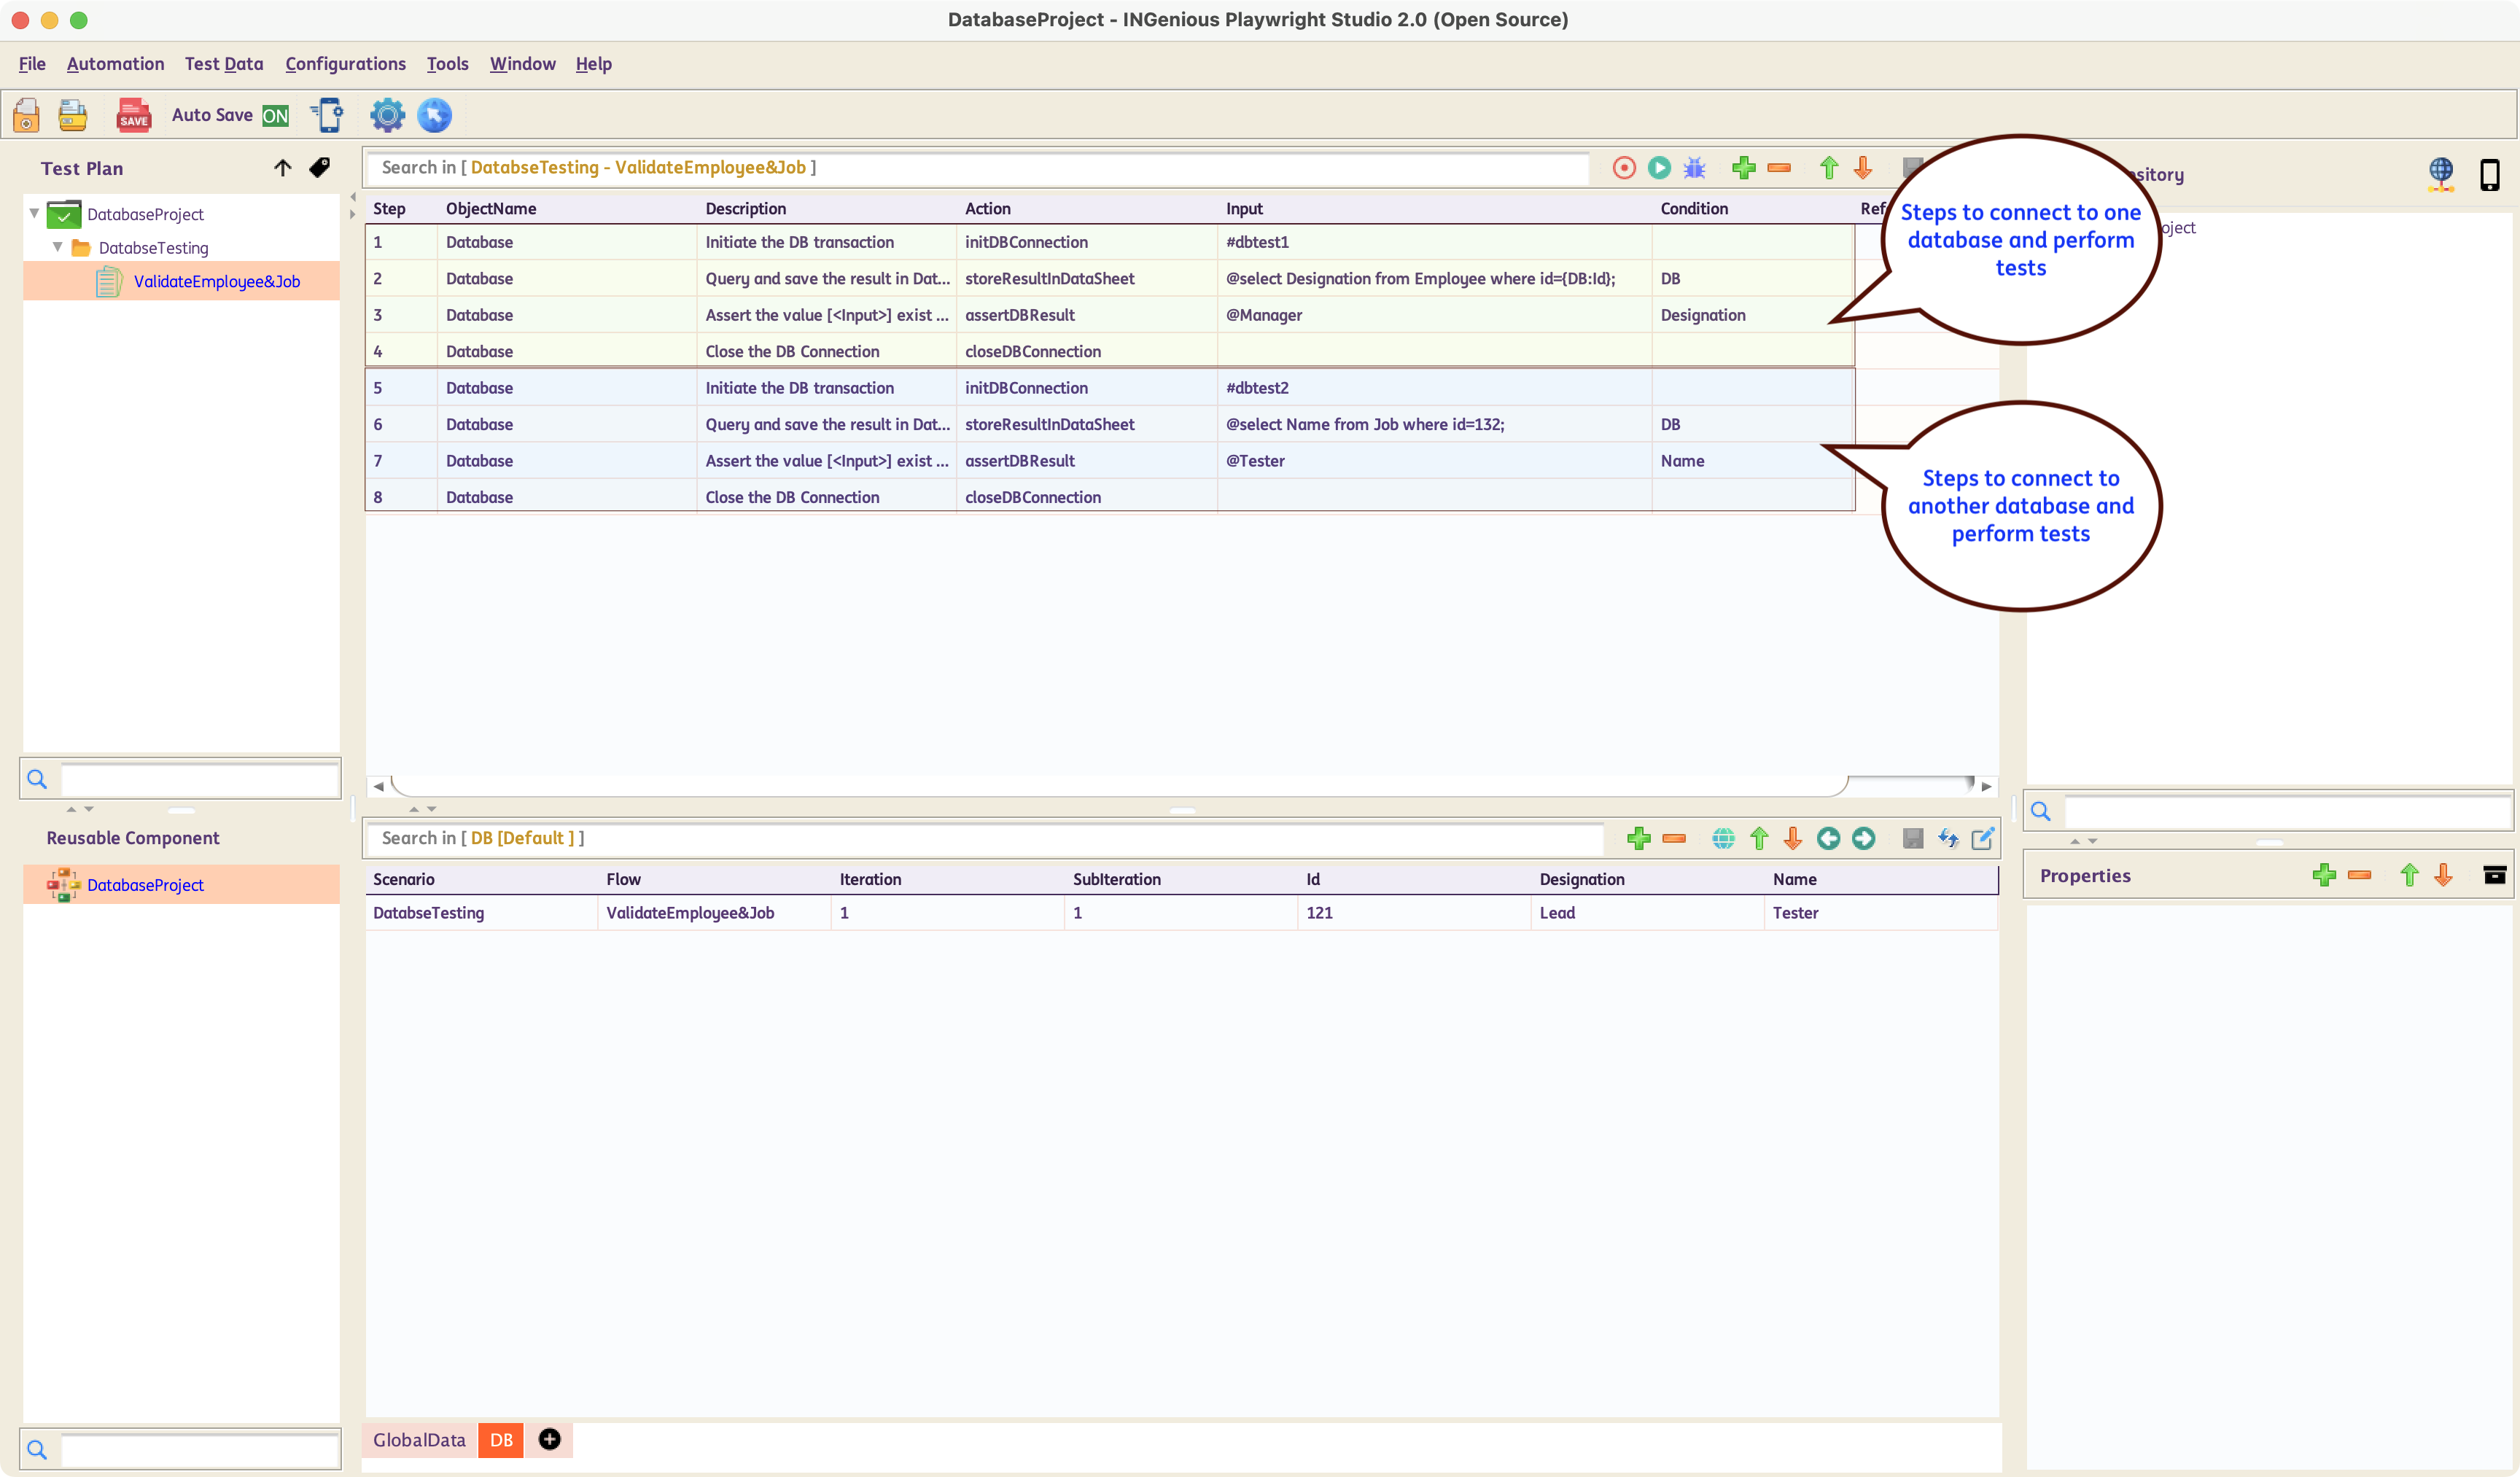 DatabaseProject - INGenious Playwright Studio 2.0 (Open Source)
File Automation Test Data Configurations Tools Window Help
SAVE Auto Save ON
Test Plan
DatabaseProject
DatabseTesting
ValidateEmployee&Job
Search in [ DatabseTesting - ValidateEmployee&Job ]
Step ObjectName Description Action Input Condition
1 Database Initiate the DB transaction initDBConnection #dbtest1
2 Database Query and save the result in Dat... storeResultInDataSheet @select Designation from Employee where id={DB:Id}; DB
3 Database Assert the value [<Input>] exist ... assertDBResult @Manager Designation
4 Database Close the DB Connection closeDBConnection
5 Database Initiate the DB transaction initDBConnection #dbtest2
6 Database Query and save the result in Dat... storeResultInDataSheet @select Name from Job where id=132; DB
7 Database Assert the value [<Input>] exist ... assertDBResult @Tester Name
8 Database Close the DB Connection closeDBConnection
Steps to connect to one
database and perform
tests
Steps to connect to
another database and
perform tests
Reusable Component
DatabaseProject
Search in [ DB [Default ] ]
Scenario Flow Iteration SubIteration Id Designation Name
DatabseTesting ValidateEmployee&Job 1 1 121 Lead Tester
GlobalData DB
Properties